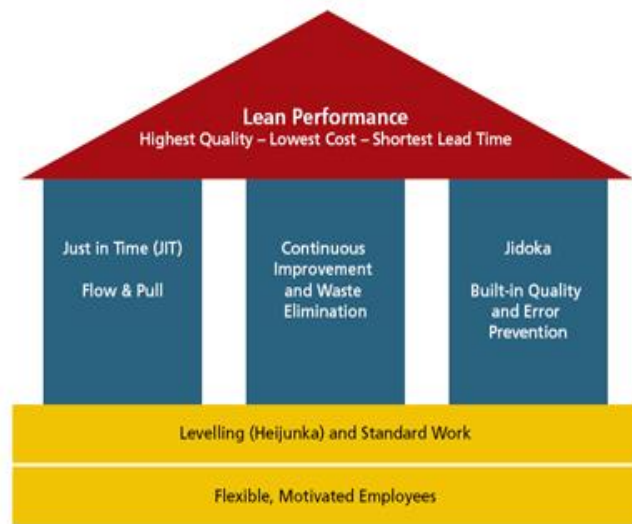 Lean Performance
Highest Quality – Lowest Cost – Shortest Lead Time
Just in Time (JIT)
Flow & Pull
Continuous
Improvement
and Waste
Elimination
Jidoka
Built-in Quality
and Error
Prevention
Levelling (Heijunka) and Standard Work
Flexible, Motivated Employees